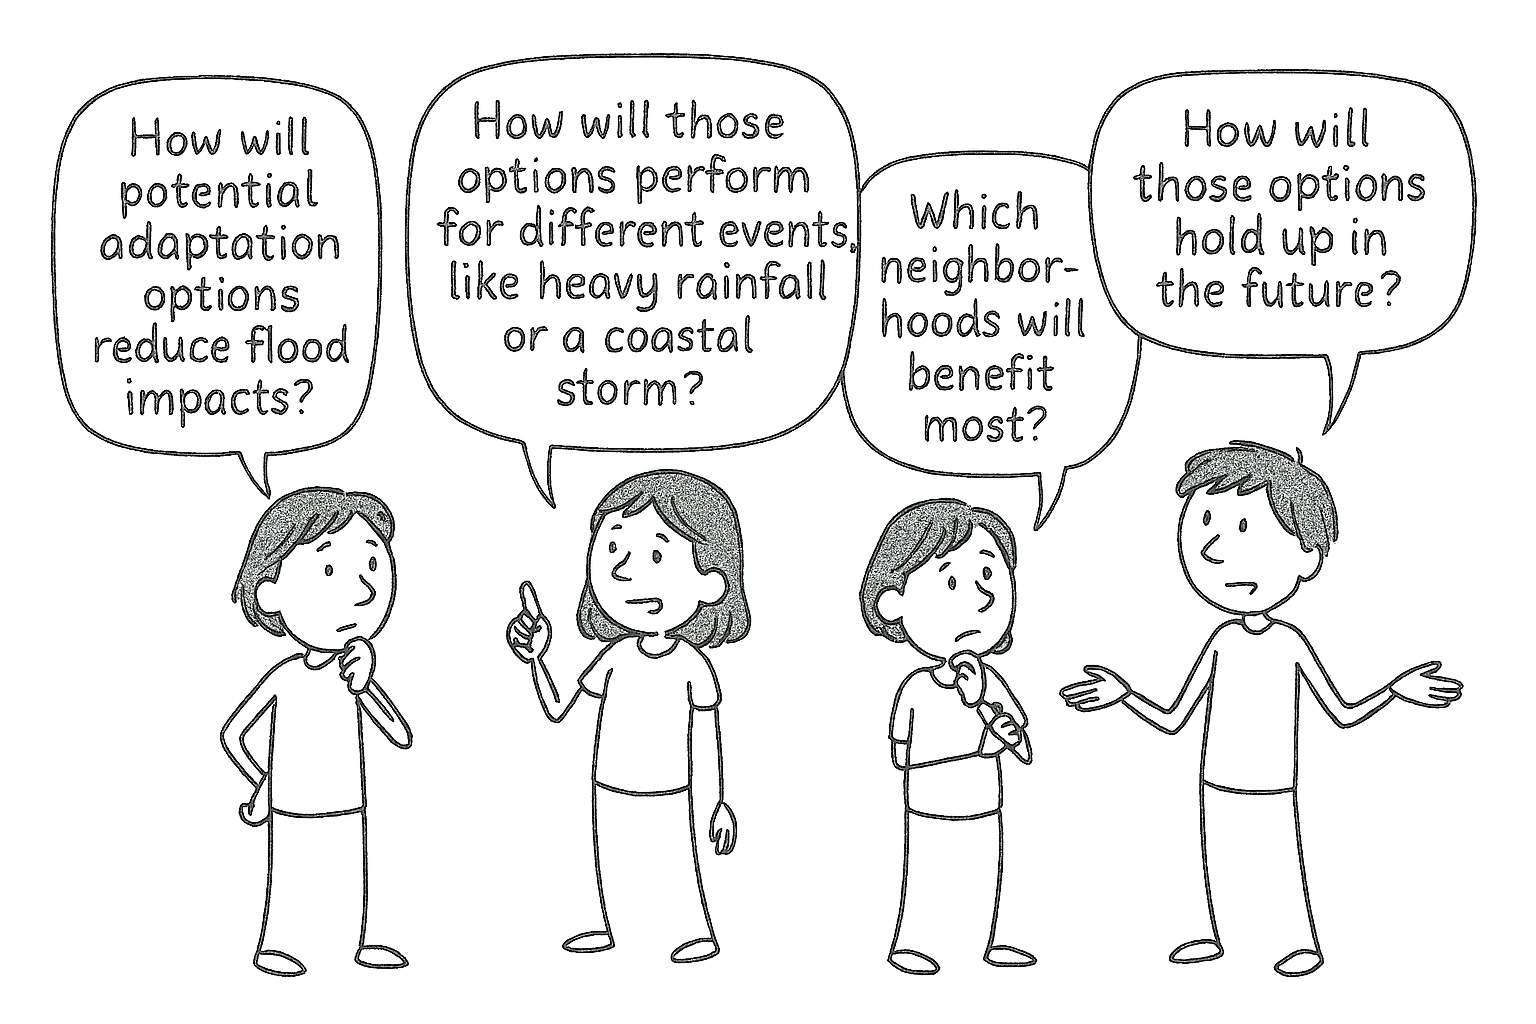 How will
potential
adaptation
options
reduce flood
impacts?
How will those
options perform
for different events,
like heavy rainfall
or a coastal
storm?
Which
neighbor-
hoods will
benefit
most?
How will
those options
hold up in
the future?